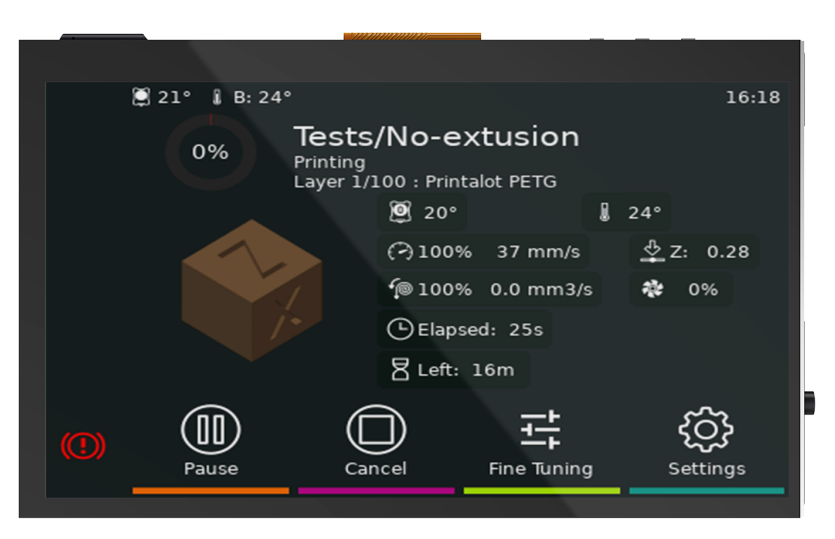 21° B: 24° 16:18
0%
Tests/No-extusion
Printing
Layer 1/100 : Printalot PETG
20° 24°
100% 37 mm/s Z: 0.28
100% 0.0 mm3/s 0%
Elapsed: 25s
Left: 16m
Z
X
Pause Cancel Fine Tuning Settings